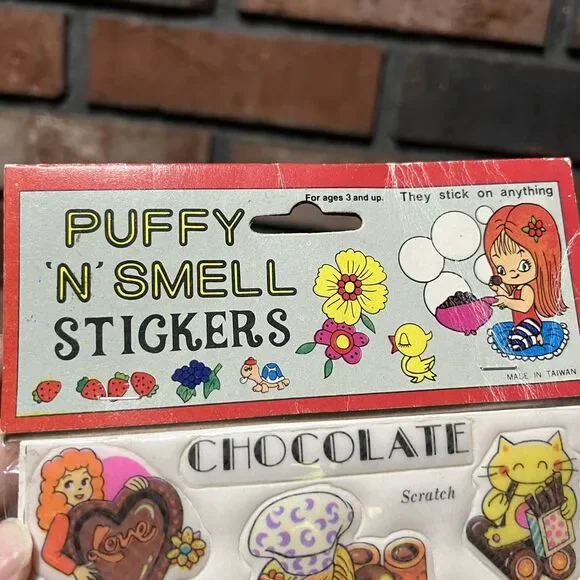 For ages 3 and up.
They stick on anything
PUFFY
'N' SMELL
STICKERS
MADE IN TAIWAN
CHOCOLATE
Scratch
Love